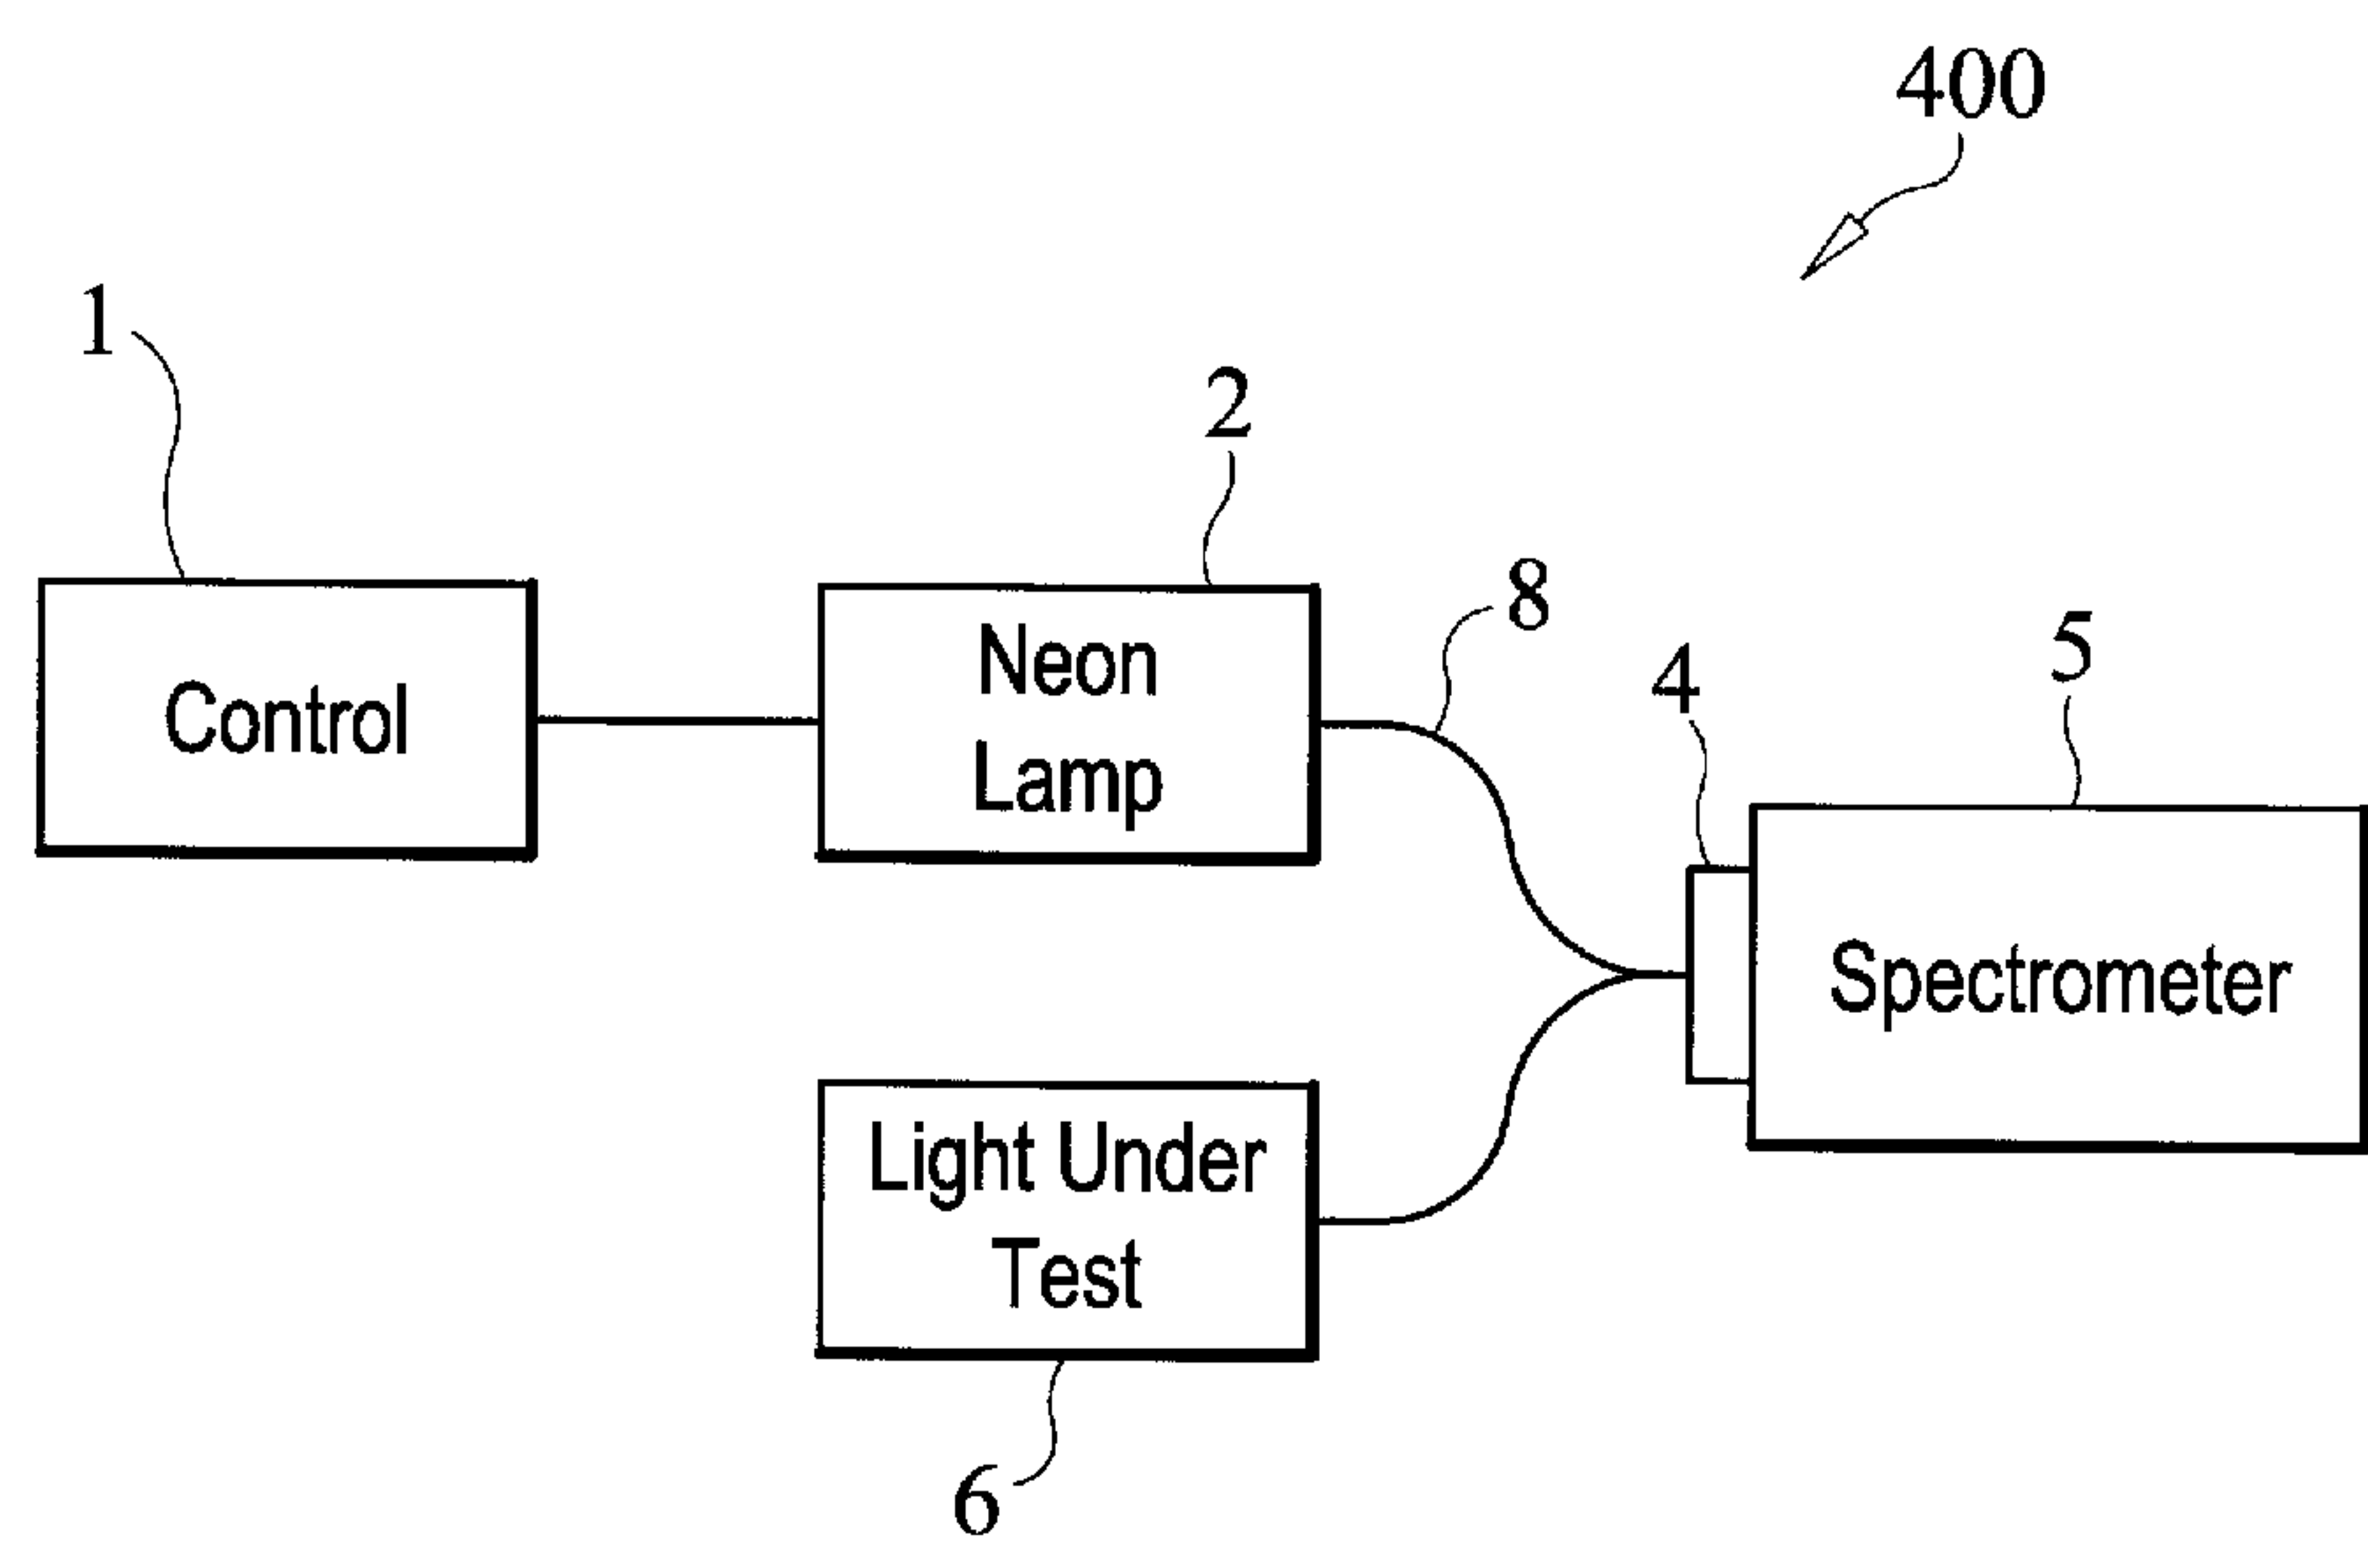 400
1
2
8
4
5
Control
Neon
Lamp
Spectrometer
Light Under
Test
6